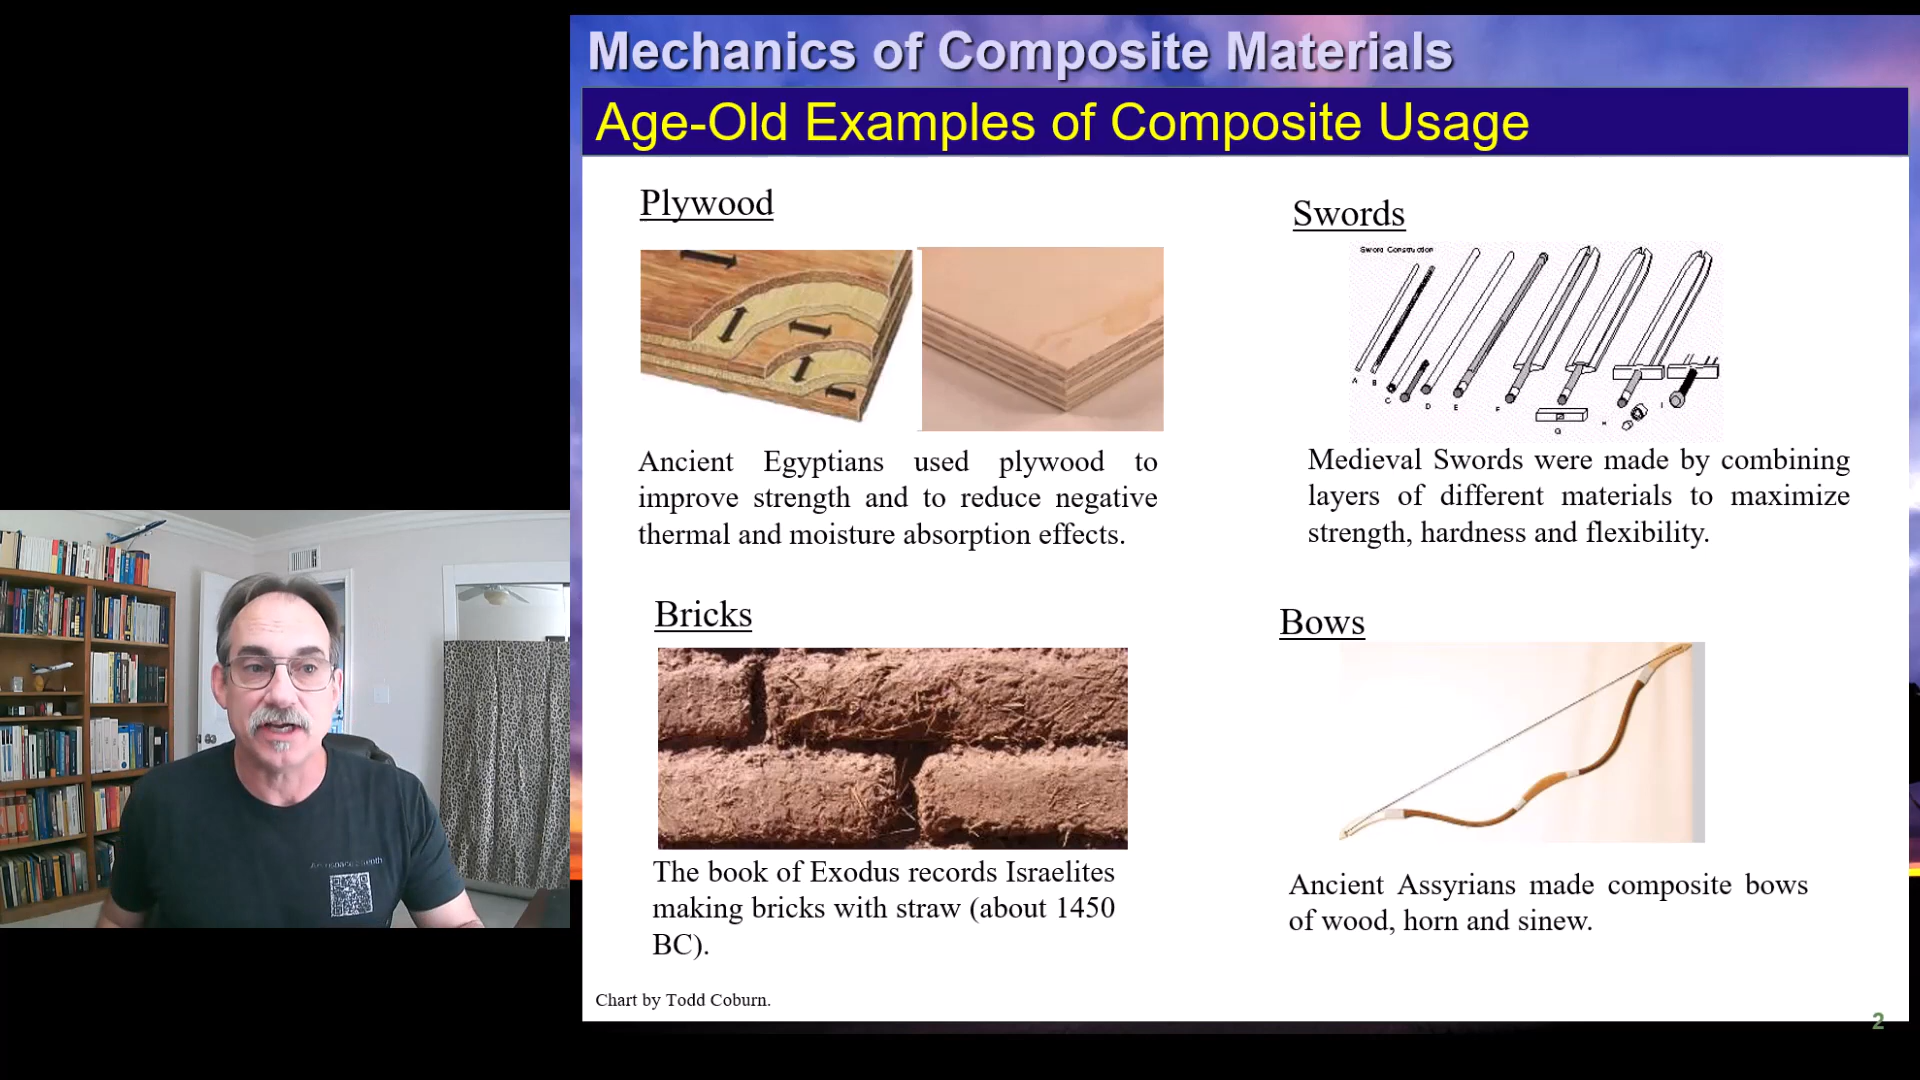 Mechanics of Composite Materials
Age-Old Examples of Composite Usage
Plywood
Ancient Egyptians used plywood to
improve strength and to reduce negative
thermal and moisture absorption effects.
Swords
Sword Construction
A
B
C
D
E
F
G
H
I
Medieval Swords were made by combining
layers of different materials to maximize
strength, hardness and flexibility.
Bricks
The book of Exodus records Israelites
making bricks with straw (about 1450
BC).
Bows
Ancient Assyrians made composite bows
of wood, horn and sinew.
Chart by Todd Coburn.
2